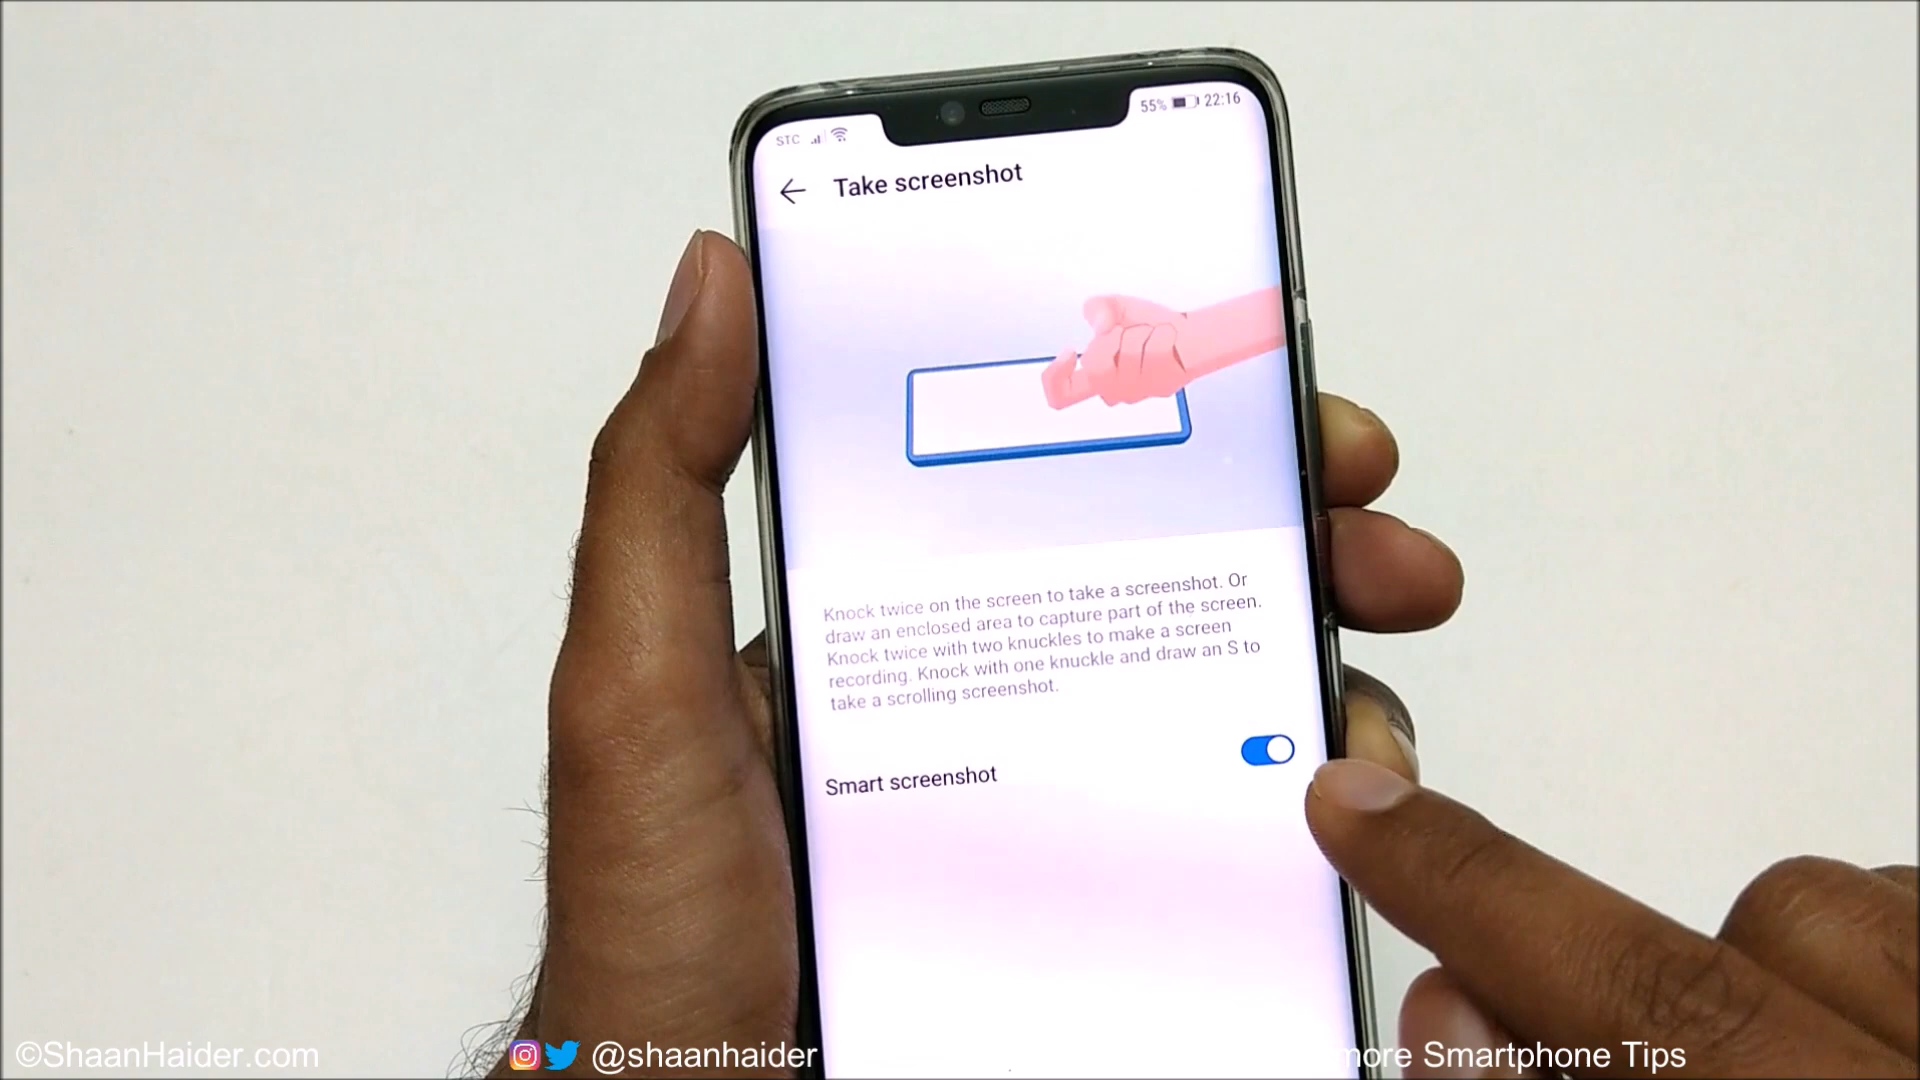 STC
55% 22:16
Take screenshot
Knock twice on the screen to take a screenshot. Or
draw an enclosed area to capture part of the screen.
Knock twice with two knuckles to make a screen
recording. Knock with one knuckle and draw an S to
take a scrolling screenshot.
Smart screenshot
©ShaanHaider.com @shaanhaider more Smartphone Tips